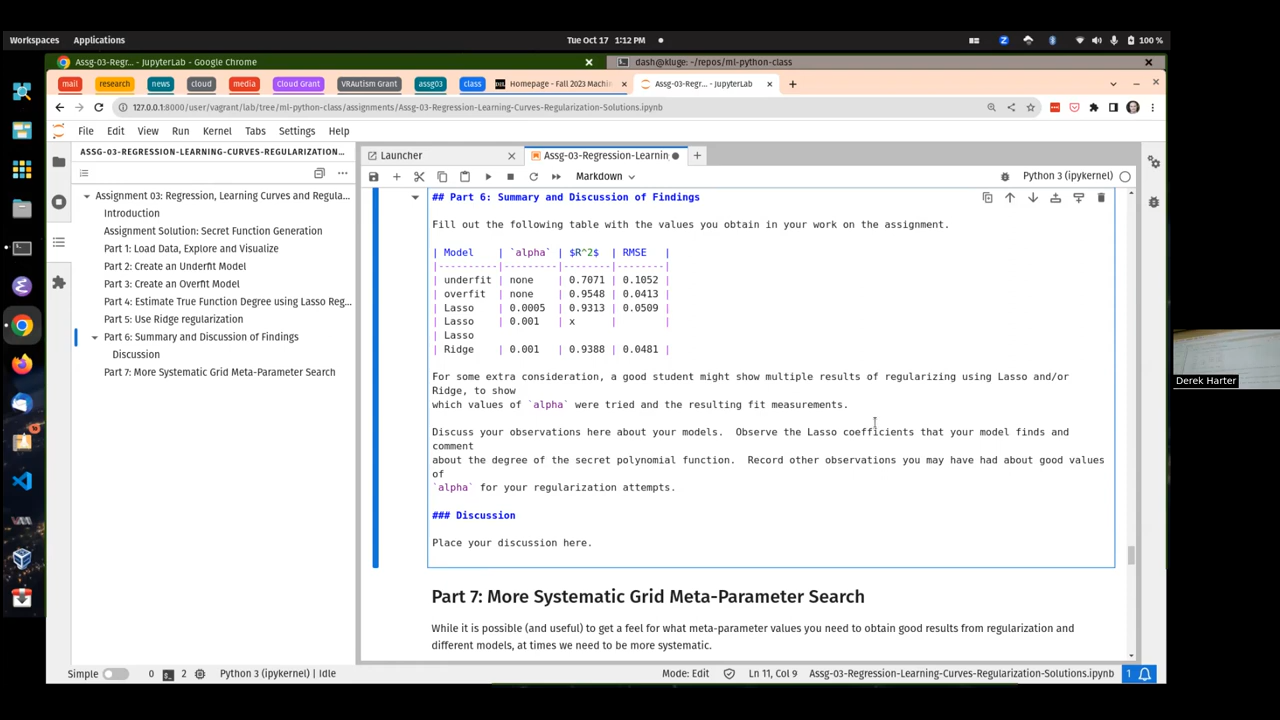 Workspaces Applications Tue Oct 17 1:12 PM 100 %
Assg-03-Regr... - JupyterLab - Google Chrome dash@kluge: ~/repos/ml-python-class
mail research news cloud media Cloud Grant VRAutism Grant assg03 class Homepage - Fall 2023 Machin Assg-03-Regr... - JupyterLab
127.0.0.1:8000/user/vagrant/lab/tree/ml-python-class/assignments/Assg-03-Regression-Learning-Curves-Regularization-Solutions.ipynb
File Edit View Run Kernel Tabs Settings Help
ASSG-03-REGRESSION-LEARNING-CURVES-REGULARIZATION...
Assignment 03: Regression, Learning Curves and Regula...
Introduction
Assignment Solution: Secret Function Generation
Part 1: Load Data, Explore and Visualize
Part 2: Create an Underfit Model
Part 3: Create an Overfit Model
Part 4: Estimate True Function Degree using Lasso Reg...
Part 5: Use Ridge regularization
Part 6: Summary and Discussion of Findings
Discussion
Part 7: More Systematic Grid Meta-Parameter Search
Launcher Assg-03-Regression-Learnin
Markdown Python 3 (ipykernel)
## Part 6: Summary and Discussion of Findings
Fill out the following table with the values you obtain in your work on the assignment.
| Model | `alpha` | $R^2$ | RMSE |
|----------|---------|--------|--------|
| underfit | none | 0.7071 | 0.1052 |
| overfit | none | 0.9548 | 0.0413 |
| Lasso | 0.0005 | 0.9313 | 0.0509 |
| Lasso | 0.001 | x | |
| Lasso
| Ridge | 0.001 | 0.9388 | 0.0481 |
For some extra consideration, a good student might show multiple results of regularizing using Lasso and/or
Ridge, to show
which values of `alpha` were tried and the resulting fit measurements.
Discuss your observations here about your models. Observe the Lasso coefficients that your model finds and
comment
about the degree of the secret polynomial function. Record other observations you may have had about good values
of
`alpha` for your regularization attempts.
### Discussion
Place your discussion here.
Part 7: More Systematic Grid Meta-Parameter Search
While it is possible (and useful) to get a feel for what meta-parameter values you need to obtain good results from regularization and
different models, at times we need to be more systematic.
Derek Harter
Simple 0 2 Python 3 (ipykernel) | Idle Mode: Edit Ln 11, Col 9 Assg-03-Regression-Learning-Curves-Regularization-Solutions.ipynb 1